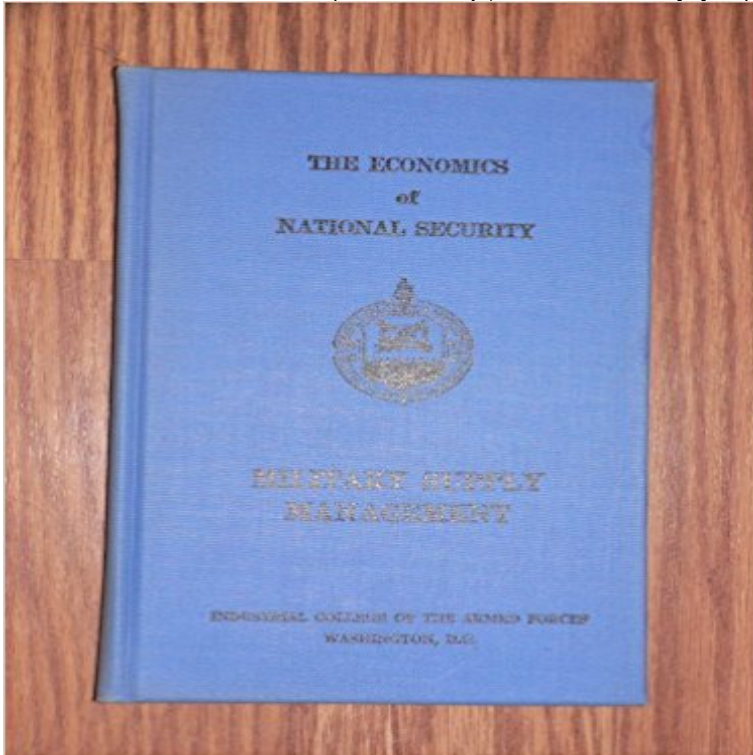 THE ECONOMICS
of
NATIONAL SECURITY
MILITARY SUPPLY
MANAGEMENT
INDUSTRIAL COLLEGE OF THE ARMED FORCES
WASHINGTON, D.C.